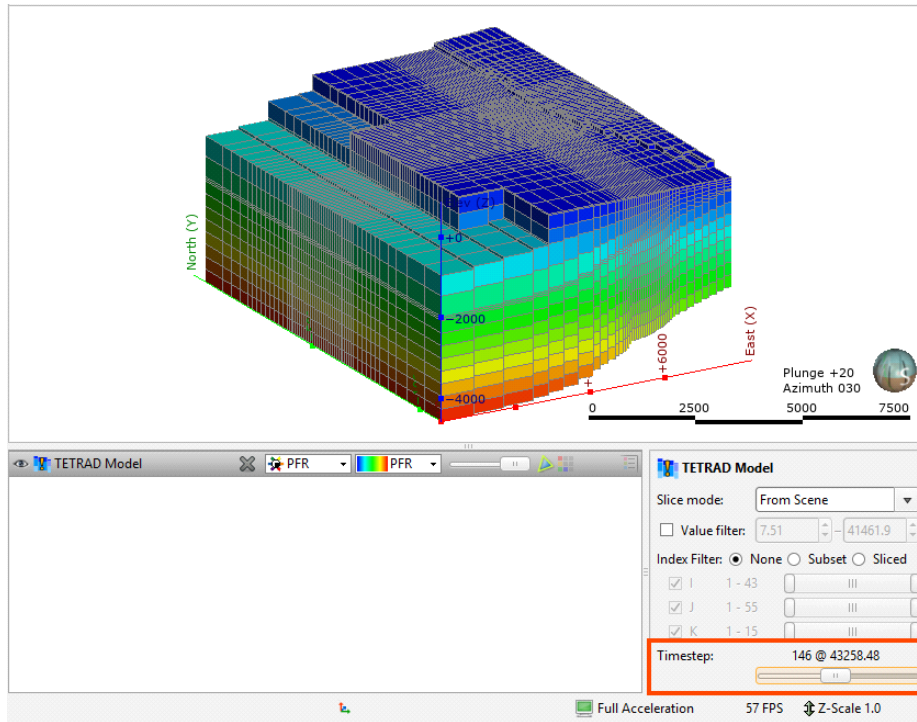 Elev (Z)
+0
North (Y)
−2000
−4000
+
+6000
East (X)
Plunge +20
Azimuth 030
S
0 2500 5000 7500
TETRAD Model PFR PFR
TETRAD Model
Slice mode: From Scene
Value filter: 7.51 – 41461.9
Index Filter: None Subset Sliced
I 1 - 43
J 1 - 55
K 1 - 15
Timestep: 146 @ 43258.48
Full Acceleration 57 FPS Z-Scale 1.0